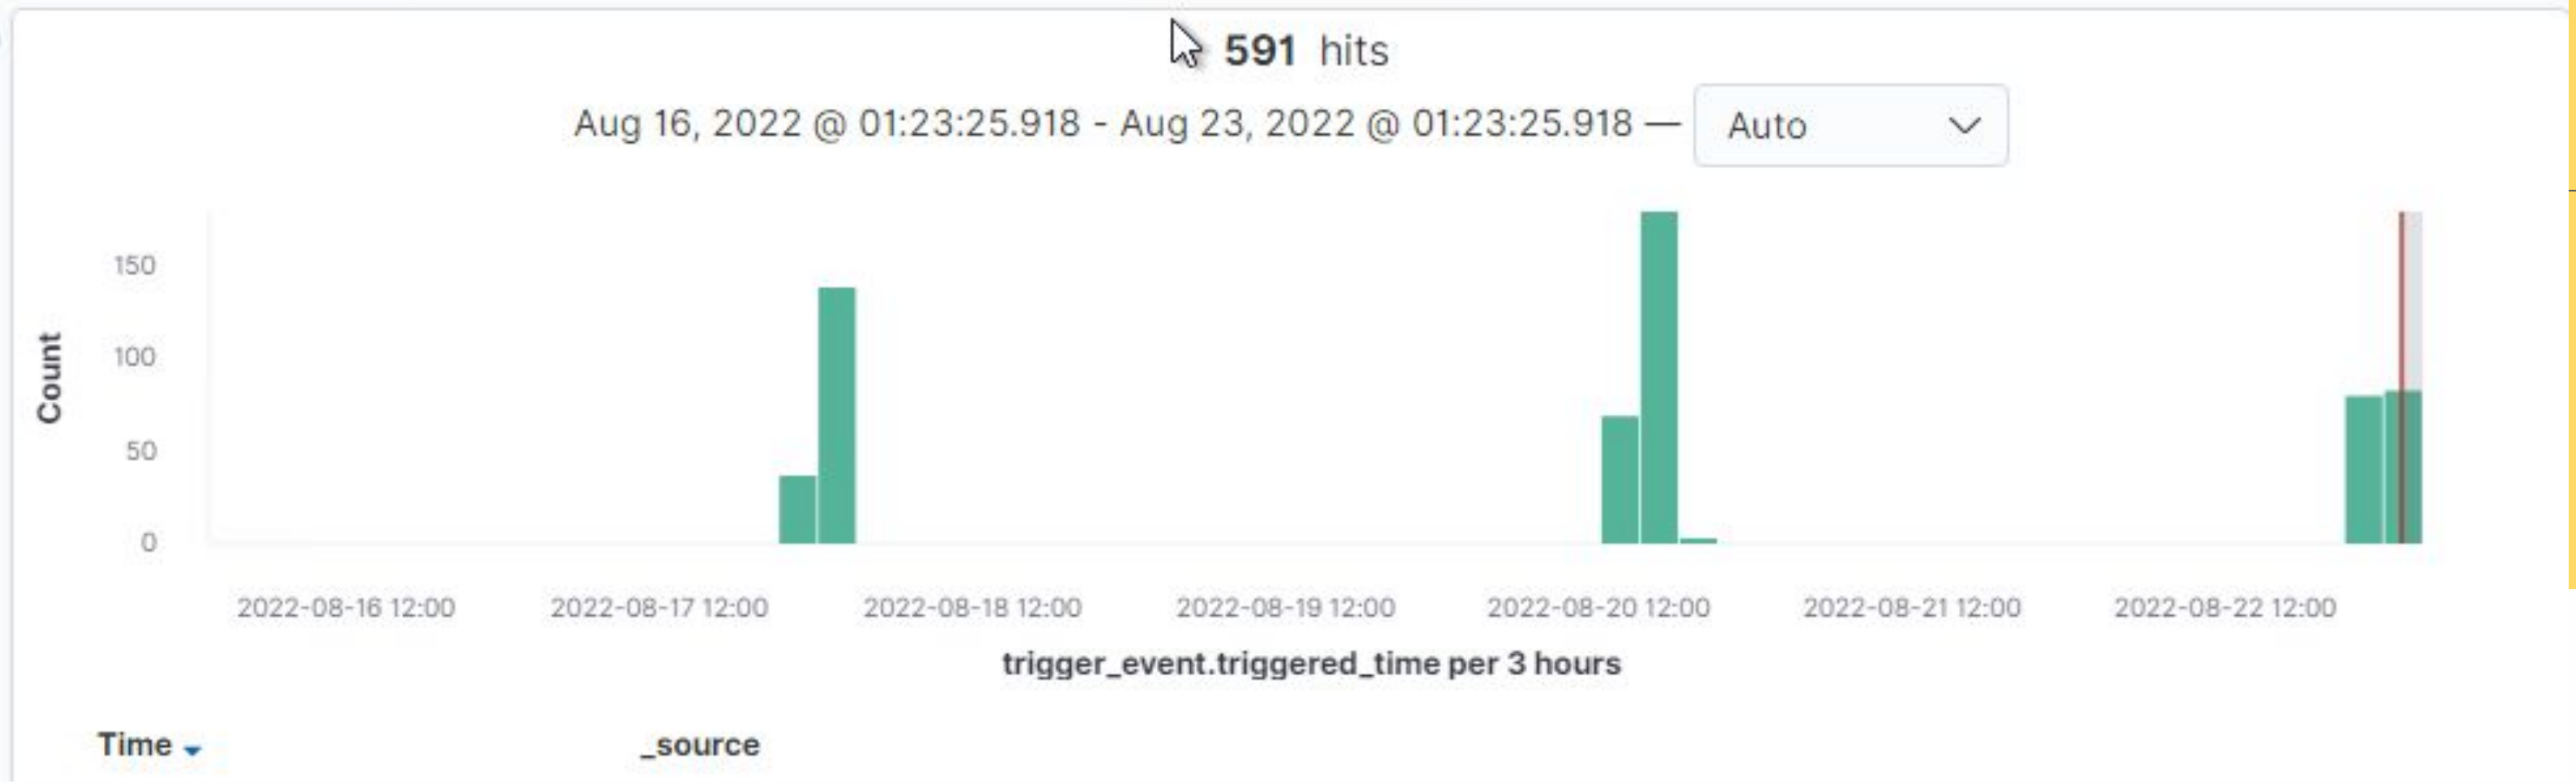 591 hits
Aug 16, 2022 @ 01:23:25.918 - Aug 23, 2022 @ 01:23:25.918 — Auto
Count
150
100
50
0
2022-08-16 12:00 2022-08-17 12:00 2022-08-18 12:00 2022-08-19 12:00 2022-08-20 12:00 2022-08-21 12:00 2022-08-22 12:00
trigger_event.triggered_time per 3 hours
Time _source